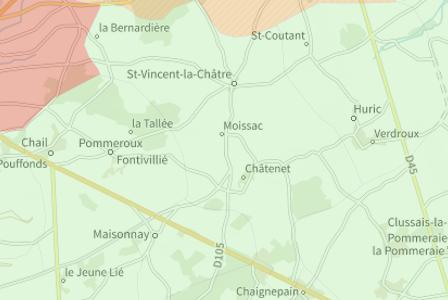 la Bernardière
St-Coutant
St-Vincent-la-Châtre
Huric
la Tallée
Moissac
Verdroux
Chail
Pommeroux
Pouffonds
Fontivillié
D45
Châtenet
Clussais-la-
Pommeraie
Maisonnay
la Pommeraie
D105
le Jeune Lié
Chaignepain